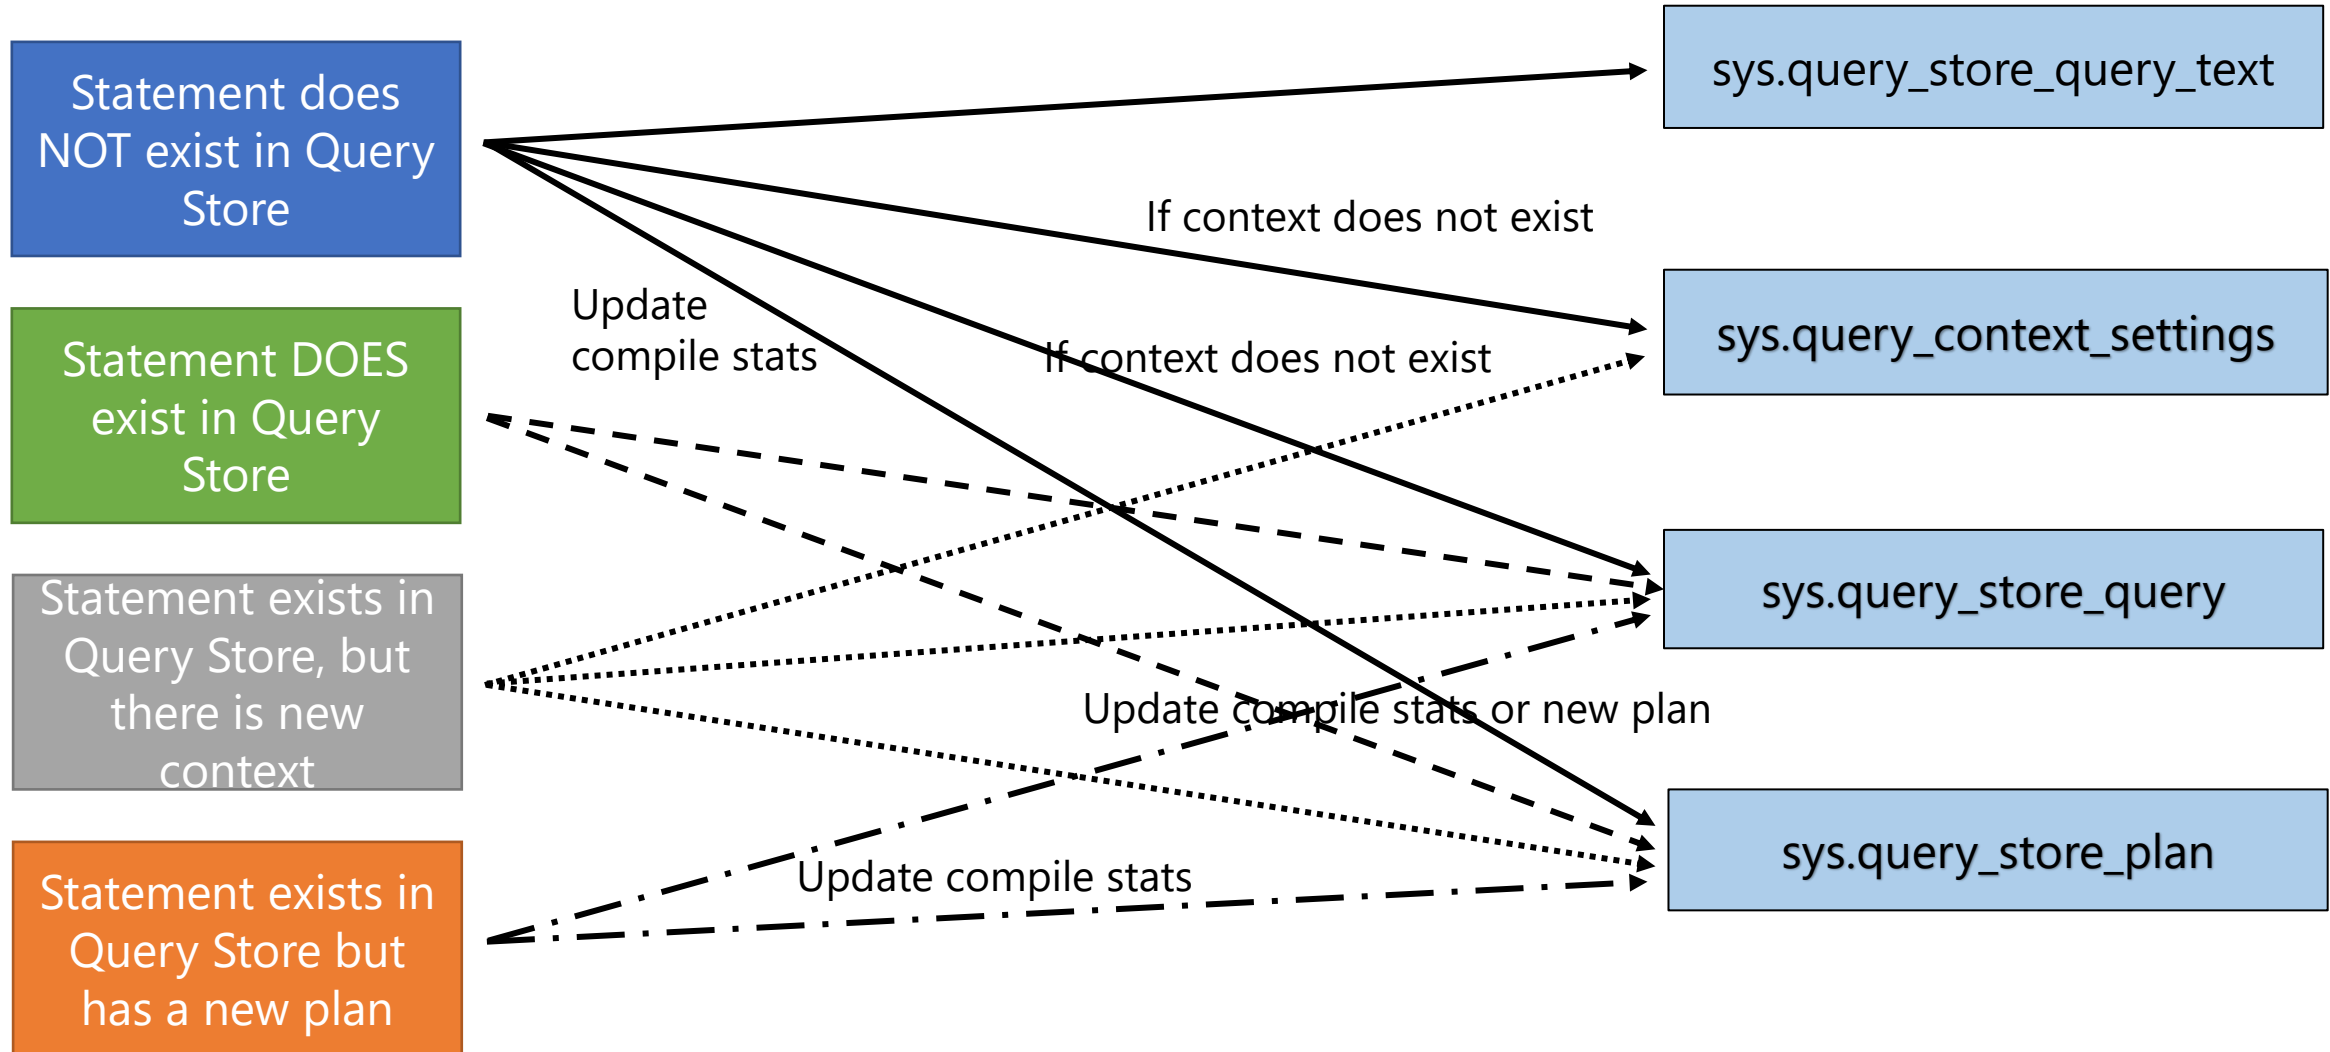 Statement does
NOT exist in Query
Store
Statement DOES
exist in Query
Store
Statement exists in
Query Store, but
there is new
context
Statement exists in
Query Store but
has a new plan
If context does not exist
Update
compile stats
If context does not exist
Update compile stats or new plan
Update compile stats
sys.query_store_query_text
sys.query_context_settings
sys.query_store_query
sys.query_store_plan